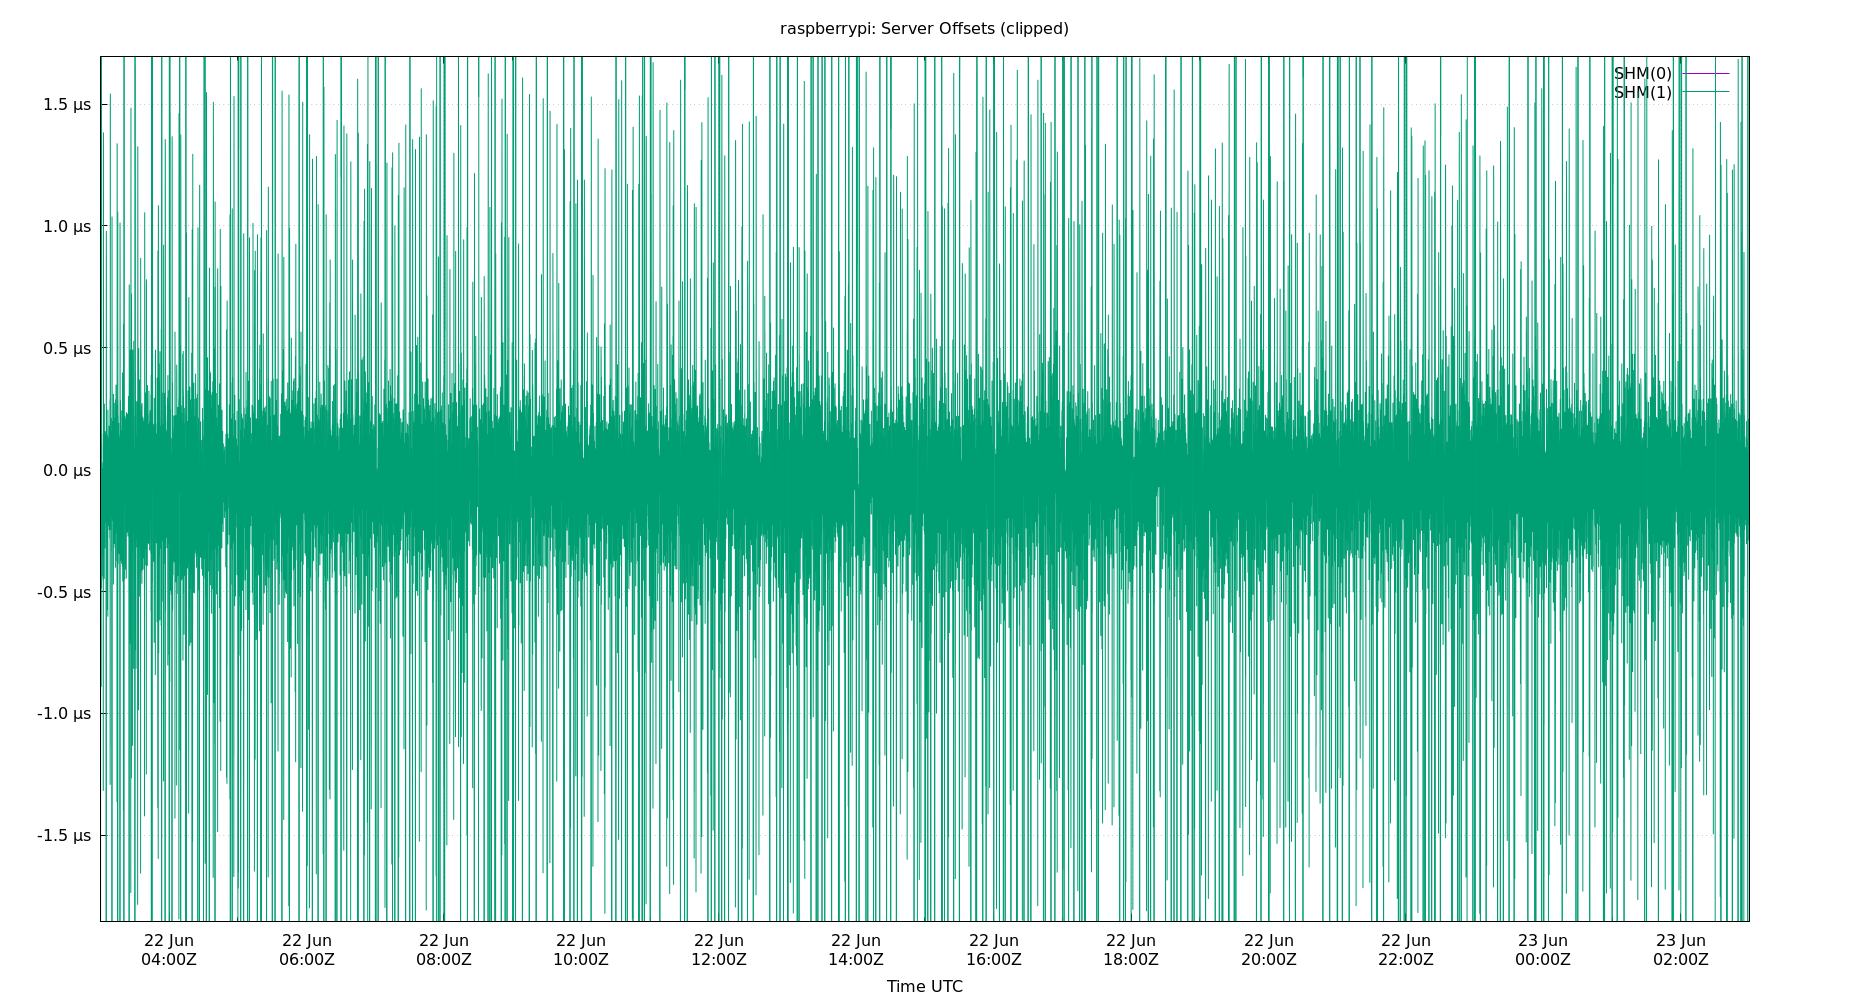 raspberrypi: Server Offsets (clipped)
SHM(0)
SHM(1)
1.5 µs
1.0 µs
0.5 µs
0.0 µs
-0.5 µs
-1.0 µs
-1.5 µs
22 Jun 22 Jun 22 Jun 22 Jun 22 Jun 22 Jun 22 Jun 22 Jun 22 Jun 22 Jun 23 Jun 23 Jun
04:00Z 06:00Z 08:00Z 10:00Z 12:00Z 14:00Z 16:00Z 18:00Z 20:00Z 22:00Z 00:00Z 02:00Z
Time UTC